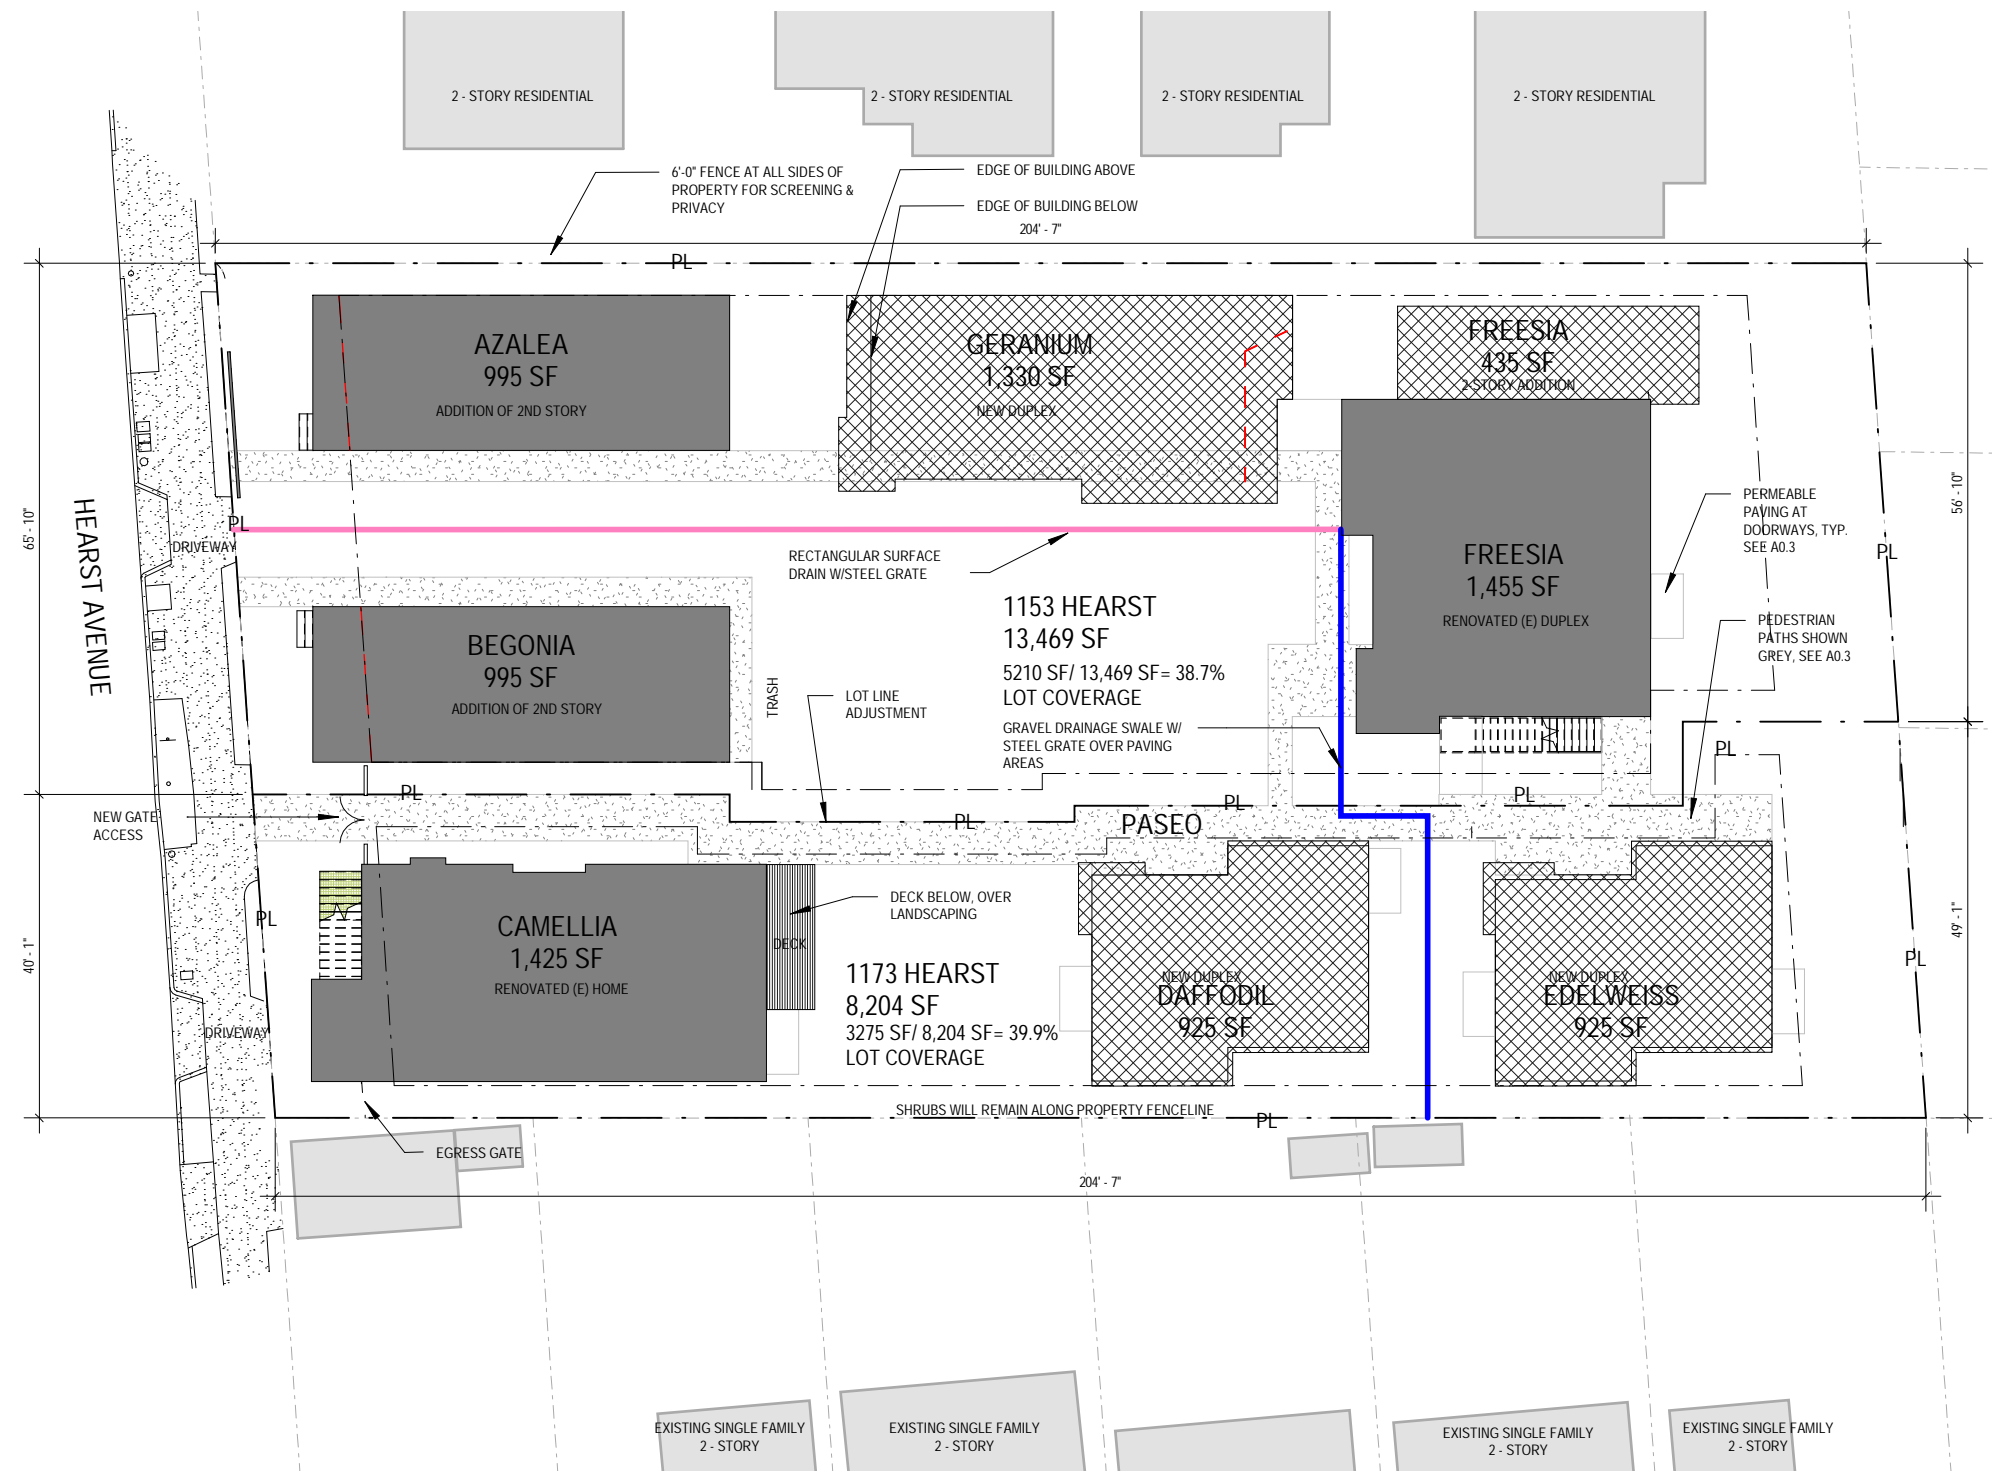 2 - STORY RESIDENTIAL
2 - STORY RESIDENTIAL
2 - STORY RESIDENTIAL
2 - STORY RESIDENTIAL
6'-0" FENCE AT ALL SIDES OF
PROPERTY FOR SCREENING &
PRIVACY
EDGE OF BUILDING ABOVE
EDGE OF BUILDING BELOW
204' - 7"
PL
AZALEA
995 SF
ADDITION OF 2ND STORY
GERANIUM
1,330 SF
NEW DUPLEX
FREESIA
435 SF
2-STORY ADDITION
65' - 10"
HEARST AVENUE
PL
DRIVEWAY
RECTANGULAR SURFACE
DRAIN W/STEEL GRATE
FREESIA
1,455 SF
RENOVATED (E) DUPLEX
PERMEABLE
PAVING AT
DOORWAYS, TYP.
SEE A0.3
PL
56' - 10"
BEGONIA
995 SF
ADDITION OF 2ND STORY
TRASH
1153 HEARST
13,469 SF
5210 SF/ 13,469 SF= 38.7%
LOT COVERAGE
LOT LINE
ADJUSTMENT
GRAVEL DRAINAGE SWALE W/
STEEL GRATE OVER PAVING
AREAS
PEDESTRIAN
PATHS SHOWN
GREY, SEE A0.3
PL
NEW GATE
ACCESS
PL
PL
PASEO
PL
PL
CAMELLIA
1,425 SF
RENOVATED (E) HOME
DECK
DECK BELOW, OVER
LANDSCAPING
PL
40' - 1"
DRIVEWAY
1173 HEARST
8,204 SF
3275 SF/ 8,204 SF= 39.9%
LOT COVERAGE
NEW DUPLEX
DAFFODIL
925 SF
NEW DUPLEX
EDELWEISS
925 SF
PL
49' - 1"
SHRUBS WILL REMAIN ALONG PROPERTY FENCELINE
PL
EGRESS GATE
204' - 7"
EXISTING SINGLE FAMILY
2 - STORY
EXISTING SINGLE FAMILY
2 - STORY
EXISTING SINGLE FAMILY
2 - STORY
EXISTING SINGLE FAMILY
2 - STORY